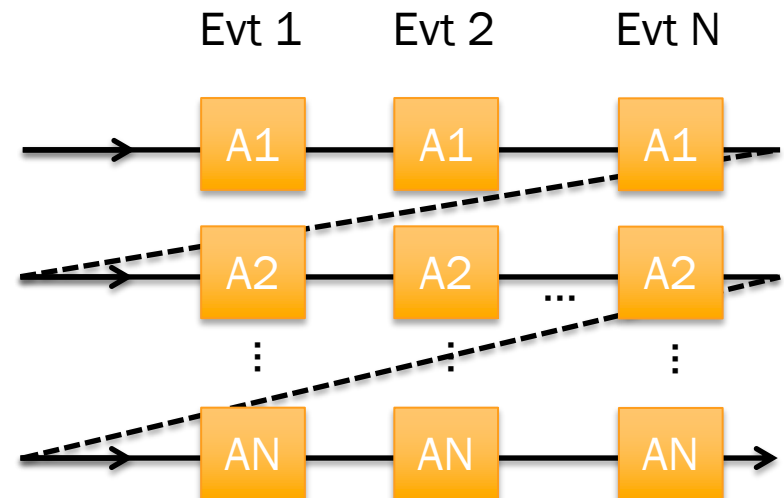 Evt 1 Evt 2 Evt N
A1 A1 A1
A2 A2 ... A2
⋮ ⋮ ⋮
AN AN AN